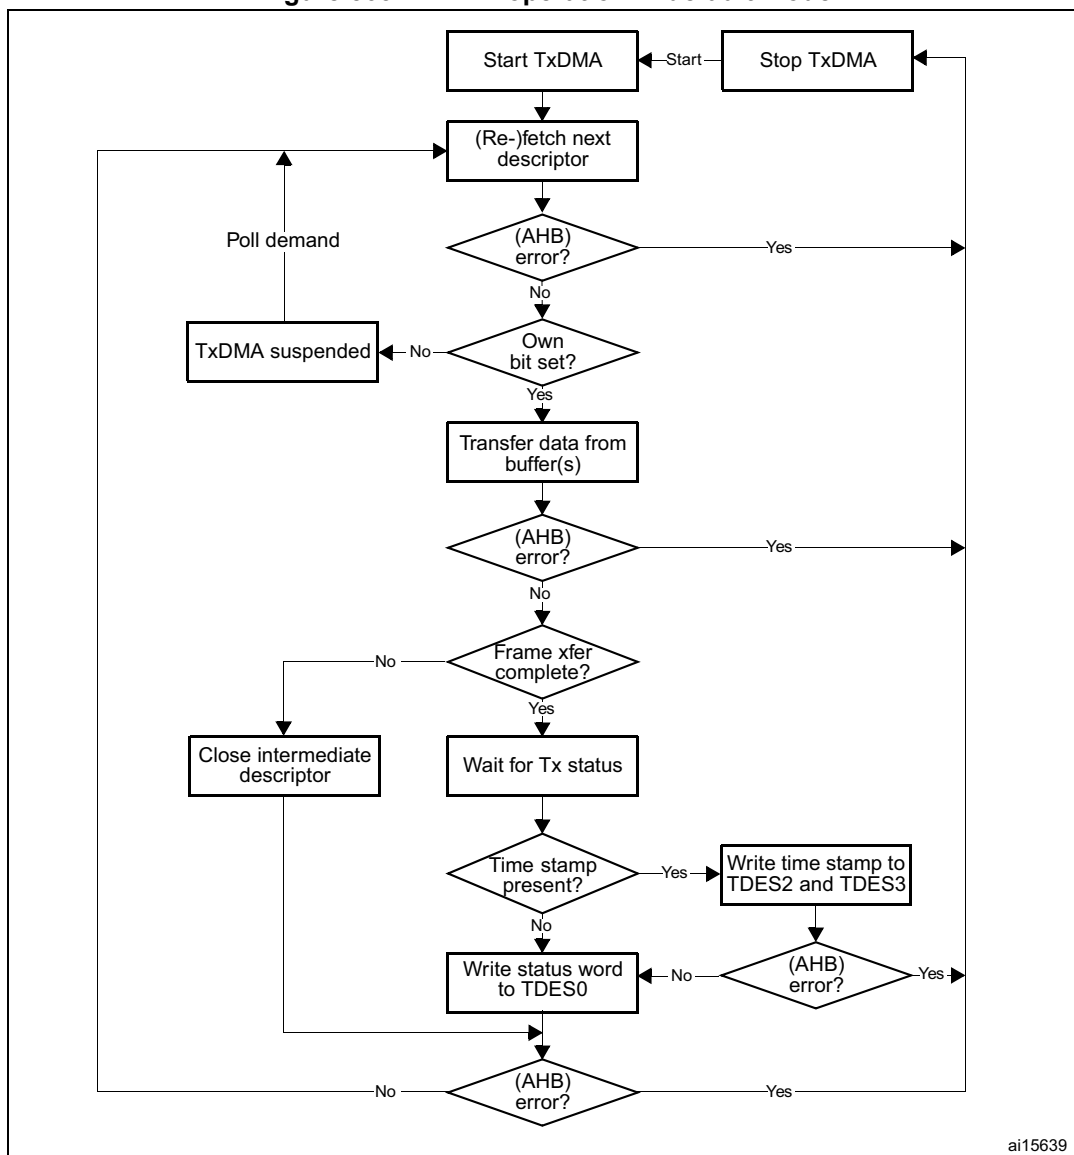 Start TxDMA
Start
Stop TxDMA
(Re-)fetch next
descriptor
Poll demand
(AHB)
error?
Yes
No
TxDMA suspended
No
Own
bit set?
Yes
Transfer data from
buffer(s)
(AHB)
error?
Yes
No
Frame xfer
complete?
No
Yes
Close intermediate
descriptor
Wait for Tx status
Time stamp
present?
Yes
Write time stamp to
TDES2 and TDES3
No
Write status word
to TDES0
No
(AHB)
error?
Yes
No
(AHB)
error?
Yes
ai15639